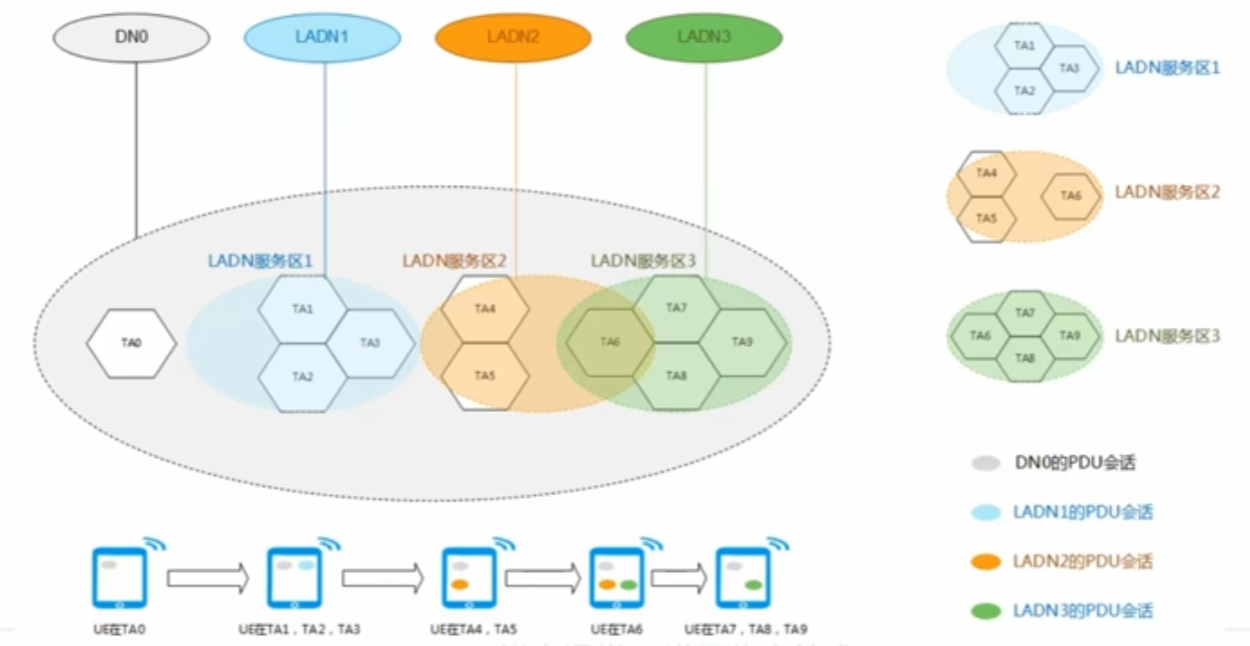 DN0
LADN1
LADN2
LADN3
TA1
TA3
TA2
LADN服务区1
TA4
TA6
TA5
LADN服务区2
LADN服务区1
LADN服务区2
LADN服务区3
TA0
TA1
TA3
TA2
TA4
TA5
TA6
TA7
TA9
TA8
TA7
TA6
TA9
TA8
LADN服务区3
DN0的PDU会话
LADN1的PDU会话
LADN2的PDU会话
LADN3的PDU会话
UE在TA0
UE在TA1，TA2，TA3
UE在TA4，TA5
UE在TA6
UE在TA7，TA8，TA9